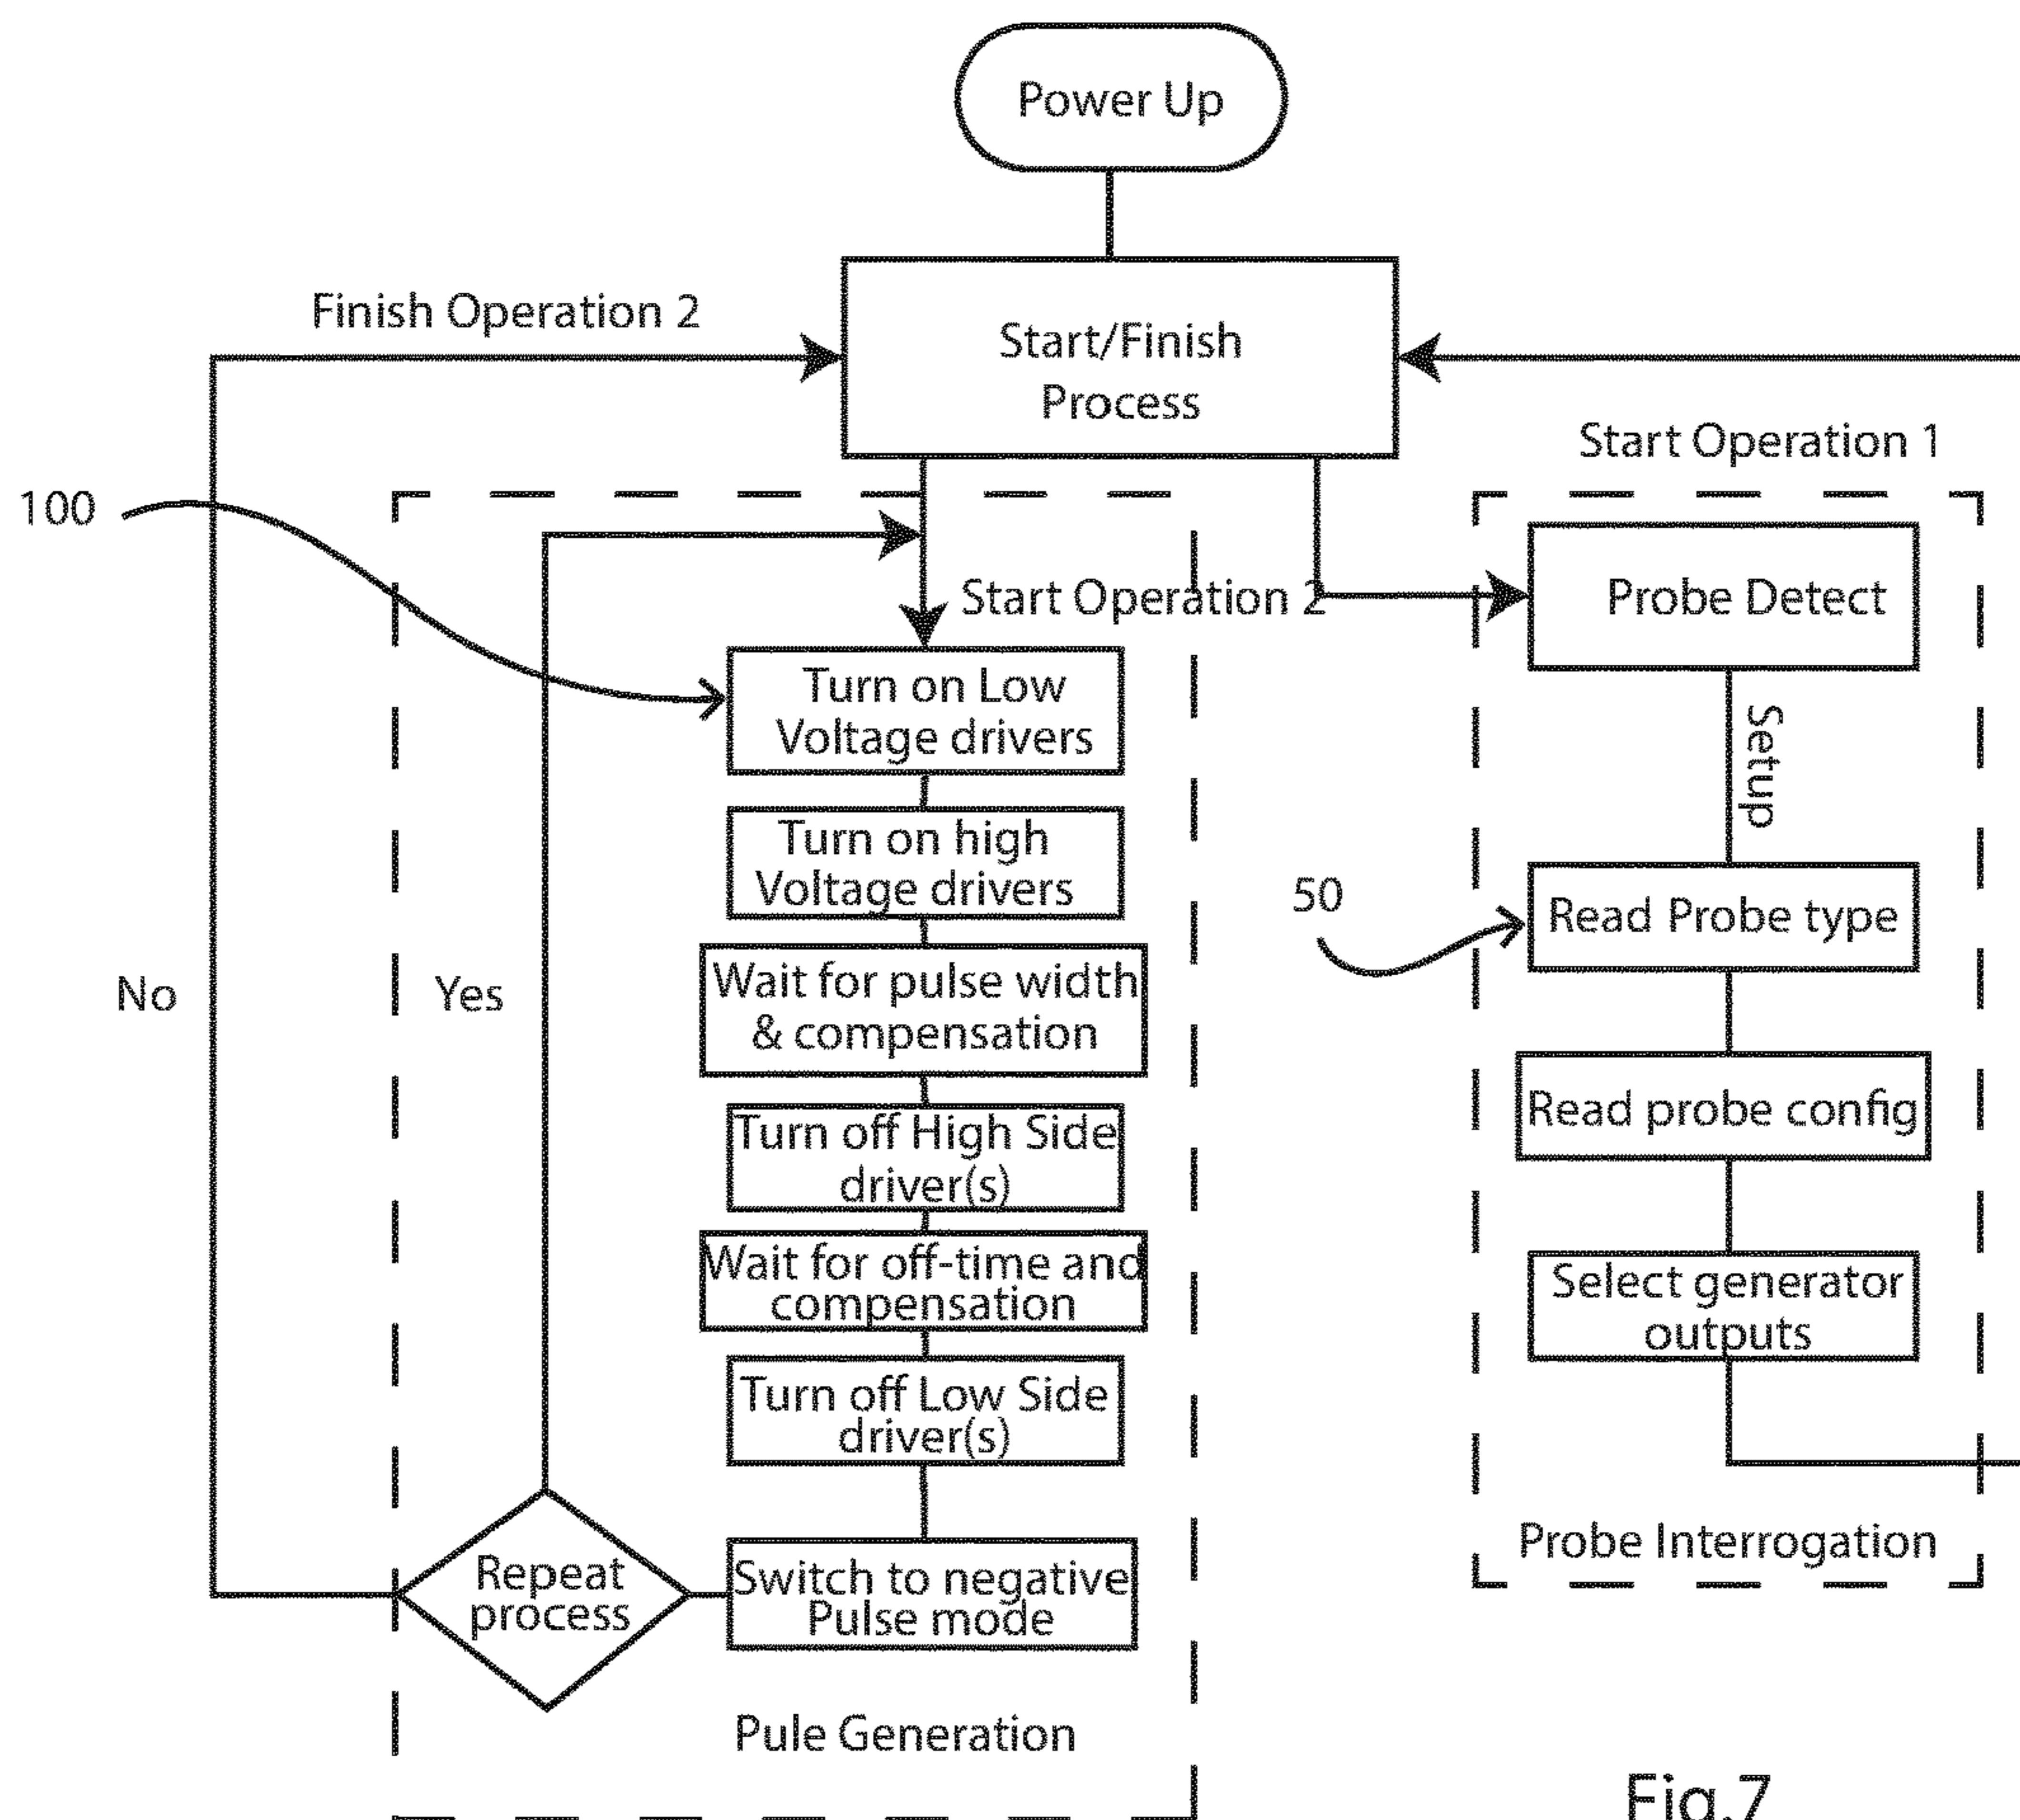 Power Up
Finish Operation 2
Start/Finish
Process
Start Operation 1
100
Start Operation 2
Probe Detect
Turn on Low
Voltage drivers
Setup
Turn on high
Voltage drivers
50
Read Probe type
No
Yes
Wait for pulse width
& compensation
Read probe config
Turn off High Side
driver(s)
Wait for off-time and
compensation
Select generator
outputs
Turn off Low Side
driver(s)
Repeat
process
Switch to negative
Pulse mode
Probe Interrogation
Pule Generation
Fig.7